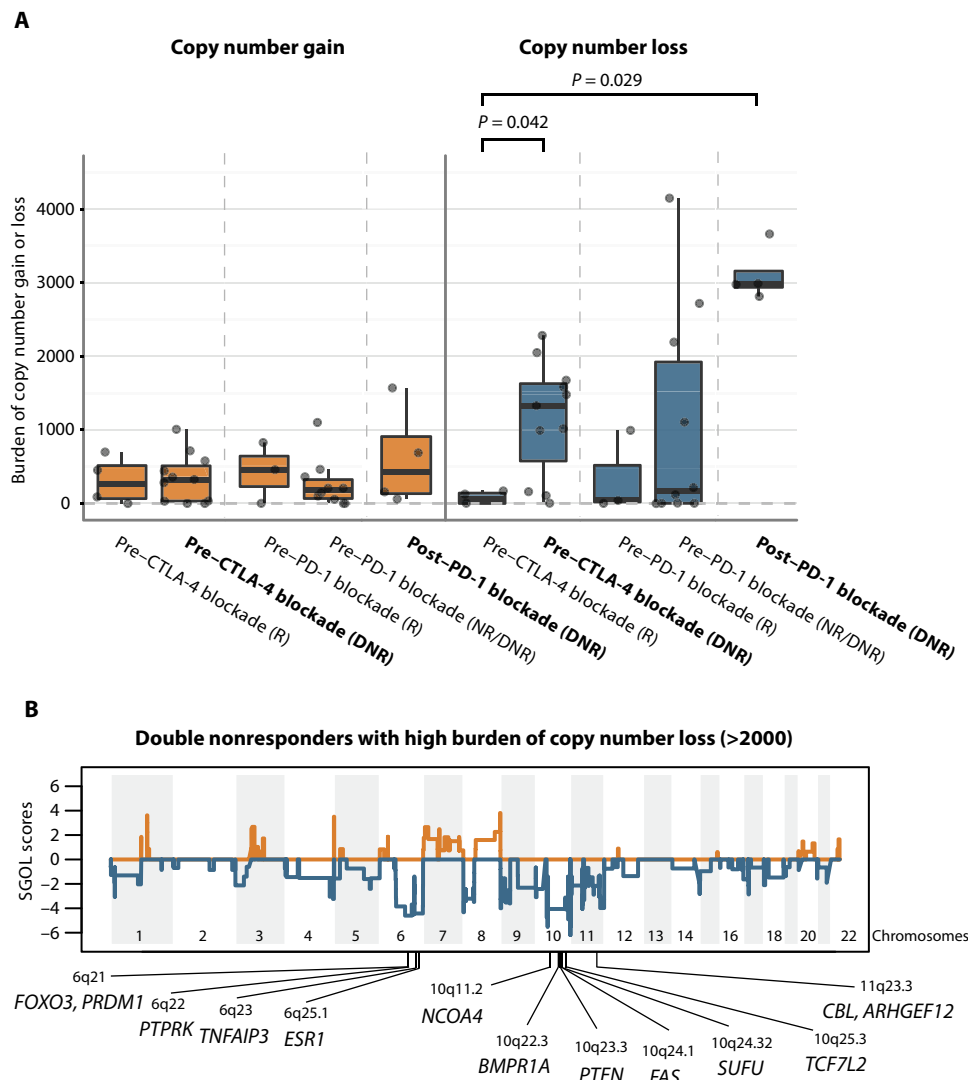 A
Copy number gain
Copy number loss
P = 0.029
P = 0.042
Burden of copy number gain or loss
4000
3000
2000
1000
0
Pre–CTLA-4 blockade (R)
Pre–CTLA-4 blockade (DNR)
Pre–PD-1 blockade (R)
Pre–PD-1 blockade (NR/DNR)
Post–PD-1 blockade (DNR)
Pre–CTLA-4 blockade (R)
Pre–CTLA-4 blockade (DNR)
Pre–PD-1 blockade (R)
Pre–PD-1 blockade (NR/DNR)
Post–PD-1 blockade (DNR)
B
Double nonresponders with high burden of copy number loss (>2000)
SGOL scores
6
4
2
0
−2
−4
−6
1 2 3 4 5 6 7 8 9 10 11 12 13 14 16 18 20 22 Chromosomes
6q21
FOXO3, PRDM1
6q22
PTPRK
6q23
TNFAIP3
6q25.1
ESR1
10q11.2
NCOA4
10q22.3
BMPR1A
10q23.3
PTEN
10q24.1
FAS
10q24.32
SUFU
10q25.3
TCF7L2
11q23.3
CBL, ARHGEF12